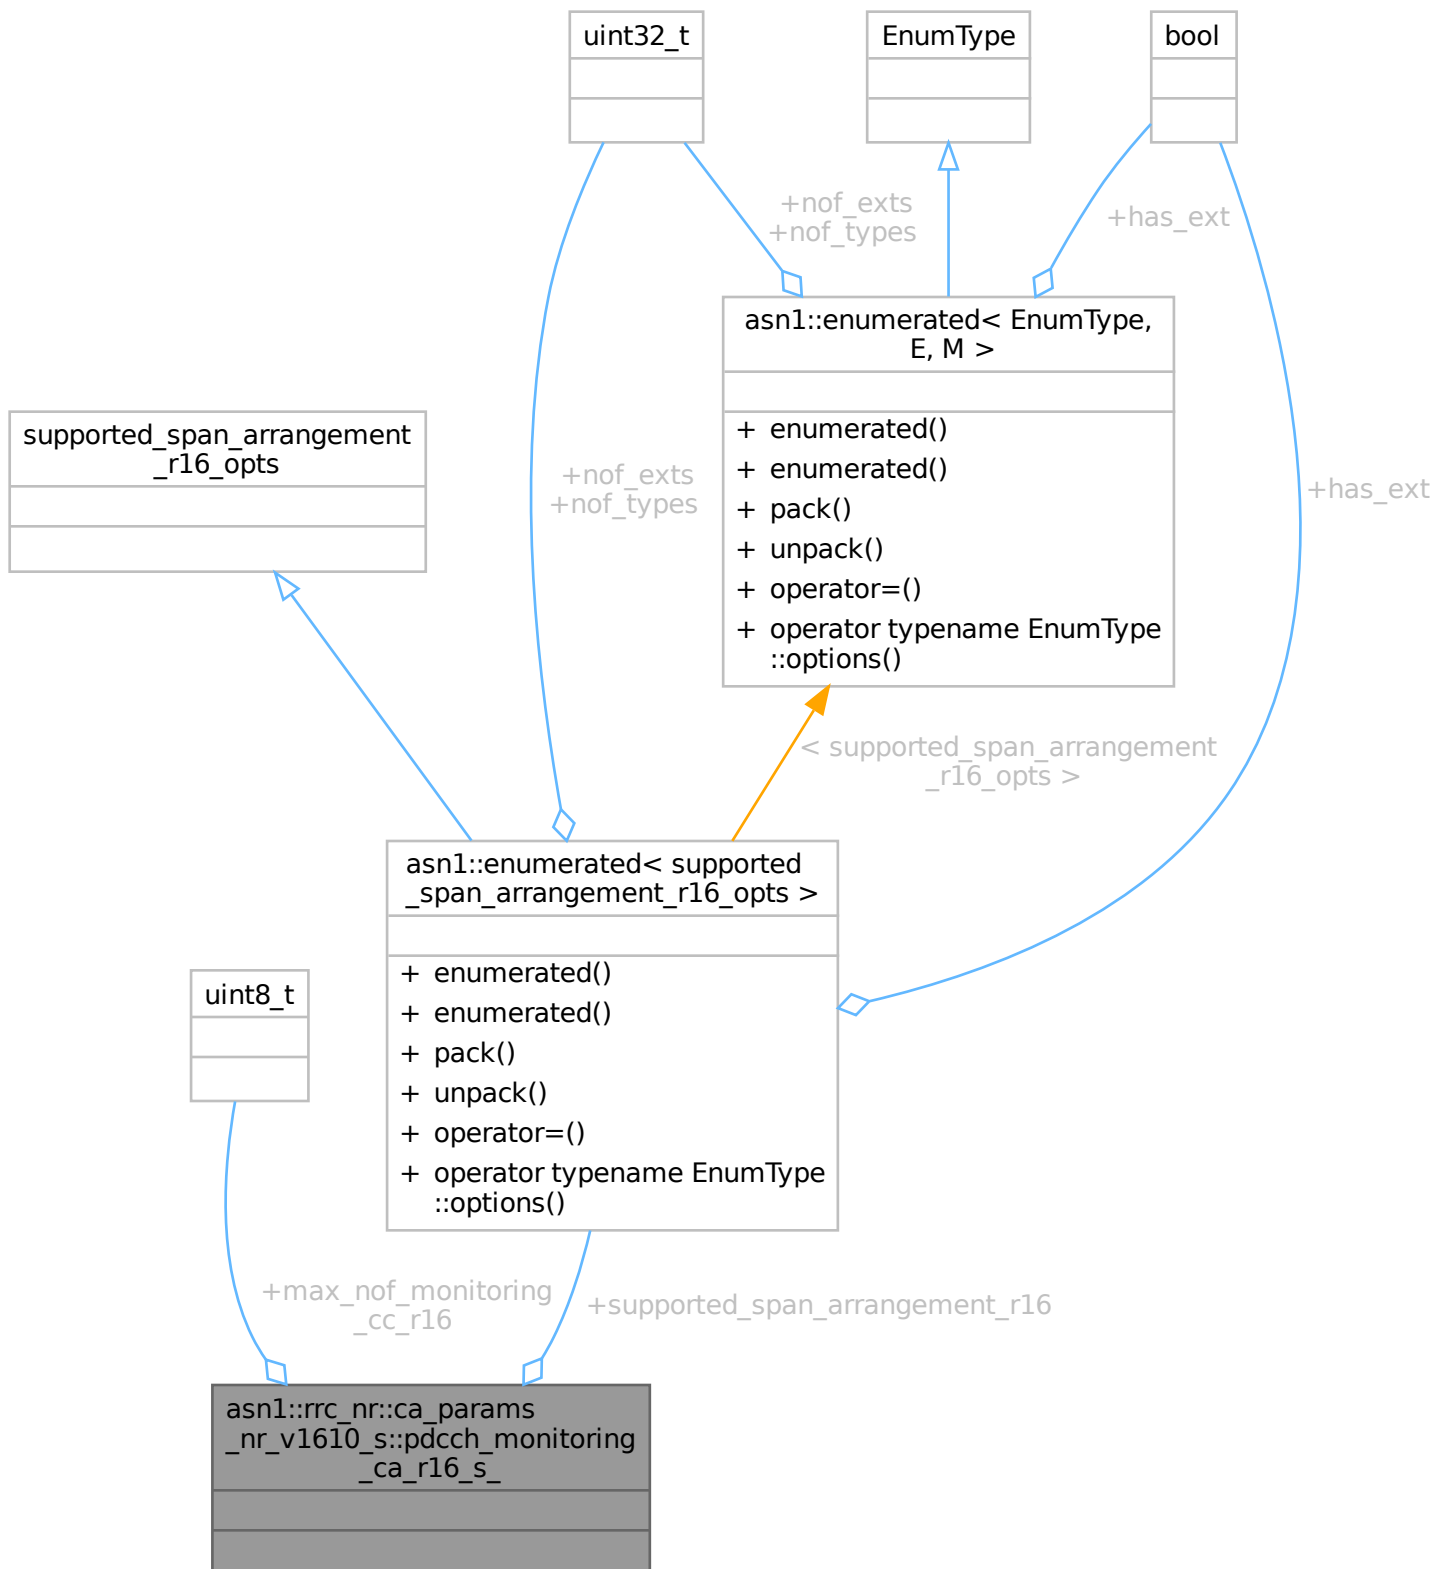 uint32_t
EnumType
bool
+nof_exts
+nof_types
+has_ext
asn1::enumerated< EnumType,
E, M >
+ enumerated()
+ enumerated()
+ pack()
+ unpack()
+ operator=()
+ operator typename EnumType
::options()
supported_span_arrangement
_r16_opts
+nof_exts
+nof_types
+has_ext
< supported_span_arrangement
_r16_opts >
asn1::enumerated< supported
_span_arrangement_r16_opts >
+ enumerated()
+ enumerated()
+ pack()
+ unpack()
+ operator=()
+ operator typename EnumType
::options()
uint8_t
+max_nof_monitoring
_cc_r16
+supported_span_arrangement_r16
asn1::rrc_nr::ca_params
_nr_v1610_s::pdcch_monitoring
_ca_r16_s_